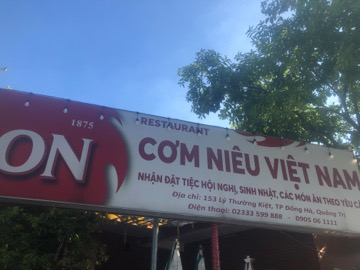 1875
ON
RESTAURANT
CƠM NIÊU VIỆT NAM
NHẬN ĐẶT TIỆC HỘI NGHỊ, SINH NHẬT, CÁC MÓN ĂN THEO YÊU C
Địa chỉ: 153 Lý Thường Kiệt, TP Đông Hà, Quảng Trị
Điện thoại: 02333 599 888 - 0905 06 1111